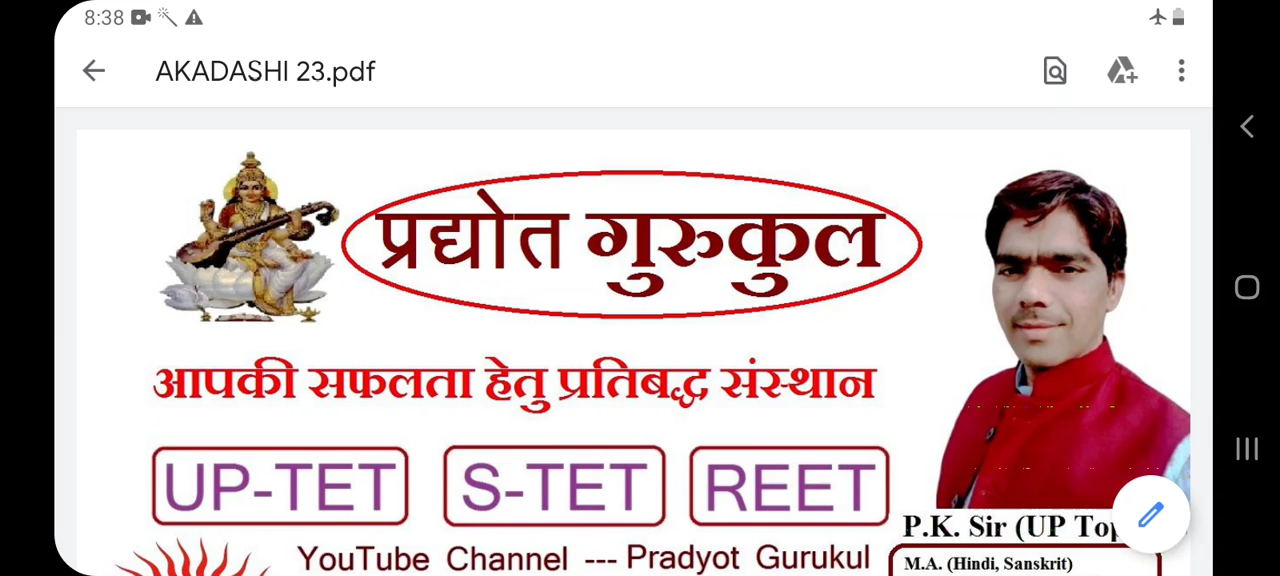 8:38
AKADASHI 23.pdf
प्रद्योत गुरुकुल
आपकी सफलता हेतु प्रतिबद्ध संस्थान
UP-TET S-TET REET
P.K. Sir (UP
YouTube Channel --- Pradyot Gurukul
M.A. (Hindi, Sanskrit)